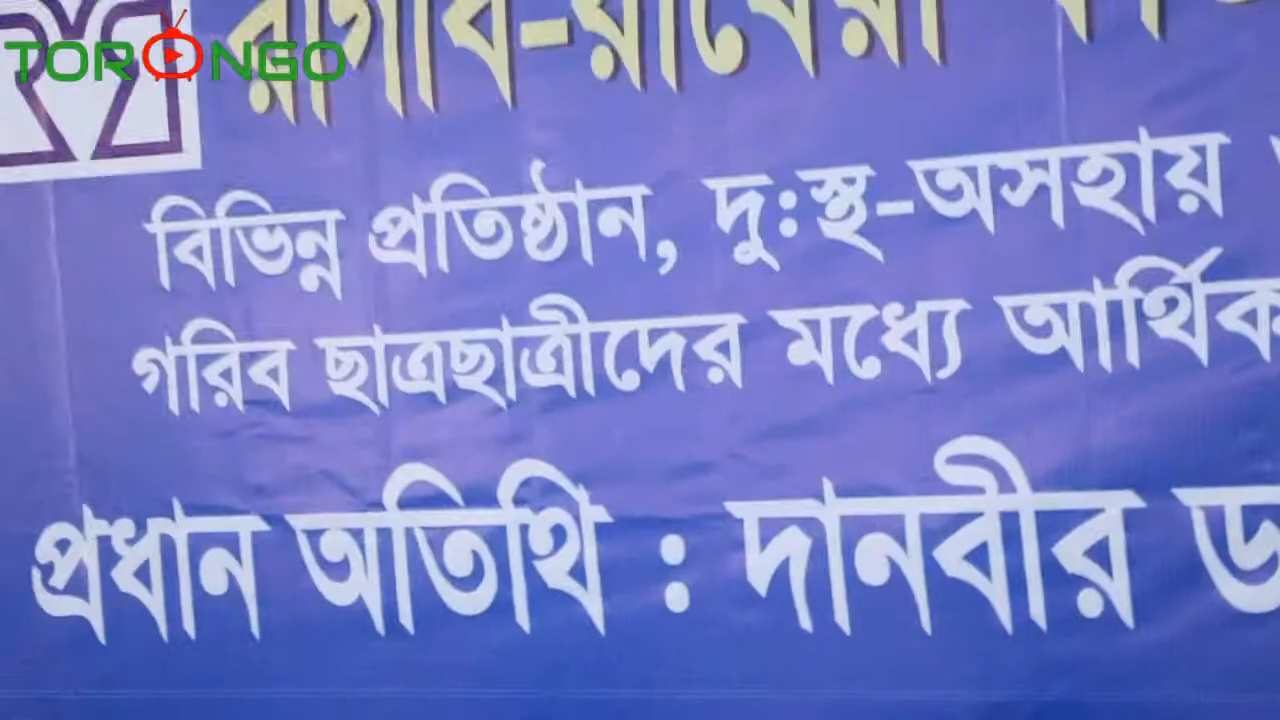 TORONGO
রাগীব-রাবেয়া
বিভিন্ন প্রতিষ্ঠান, দু:স্থ-অসহায়
গরিব ছাত্রছাত্রীদের মধ্যে আর্থিক
প্রধান অতিথি : দানবীর ড